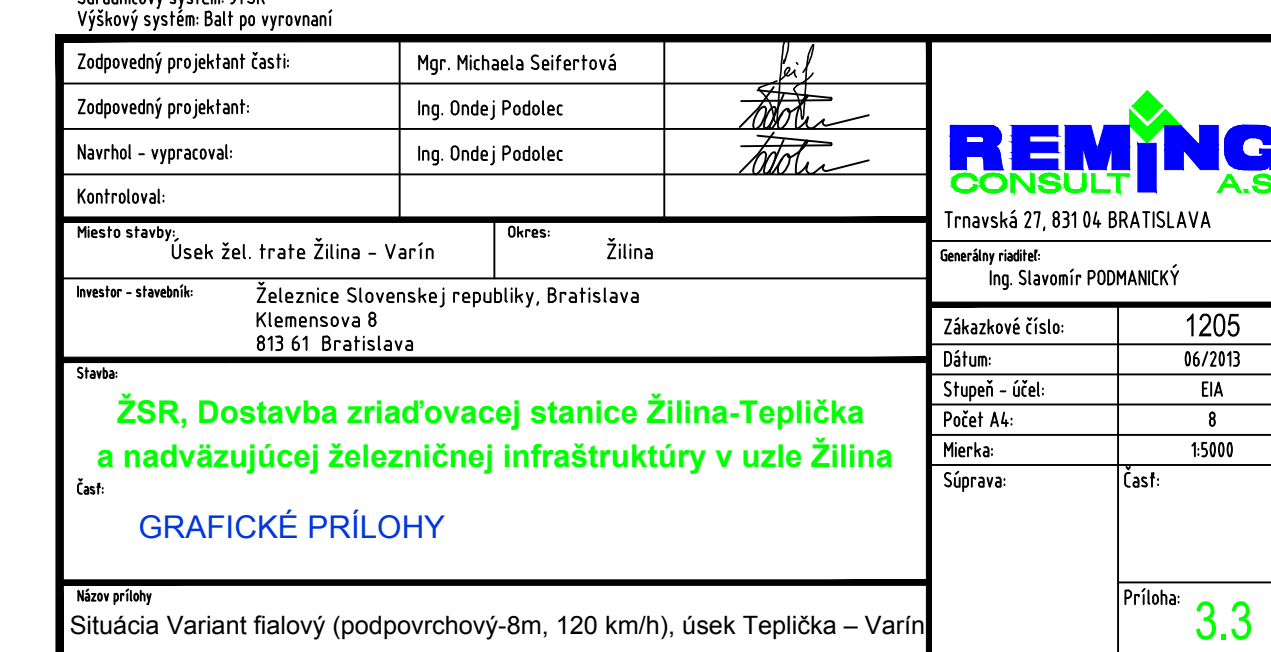 Výškový systém: Balt po vyrovnaní
Zodpovedný projektant časti: Mgr. Michaela Seifertová
Zodpovedný projektant: Ing. Ondej Podolec
Navrhol - vypracoval: Ing. Ondej Podolec
Kontroloval:
Miesto stavby:
Úsek žel. trate Žilina - Varín
Okres:
Žilina
Investor - stavebník:
Železnice Slovenskej republiky, Bratislava
Klemensova 8
813 61 Bratislava
Stavba:
ŽSR, Dostavba zriaďovacej stanice Žilina-Teplička
a nadväzujúcej železničnej infraštruktúry v uzle Žilina
Časť:
GRAFICKÉ PRÍLOHY
Názov prílohy
Situácia Variant fialový (podpovrchový-8m, 120 km/h), úsek Teplička – Varín
REMING
CONSULT A.S
Trnavská 27, 831 04 BRATISLAVA
Generálny riaditeľ:
Ing. Slavomír PODMANICKÝ
Zákazkové číslo: 1205
Dátum: 06/2013
Stupeň - účel: EIA
Počet A4: 8
Mierka: 1:5000
Súprava:
Časť:
Príloha: 3.3